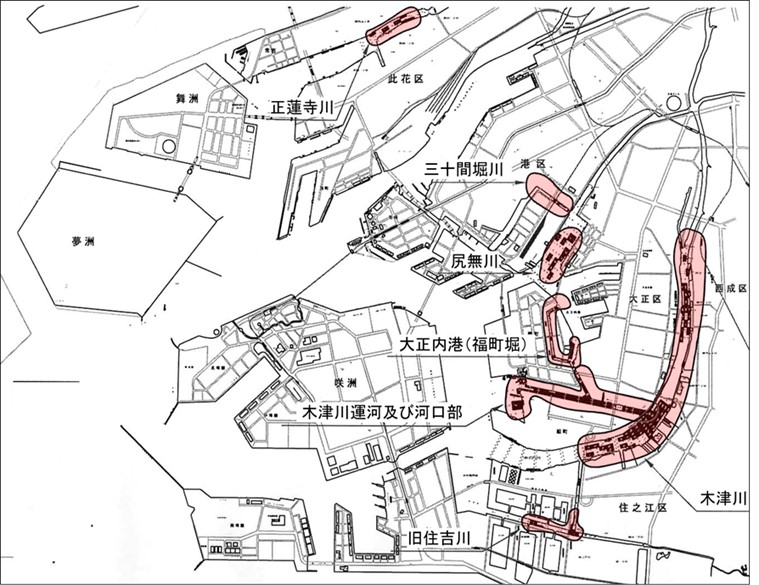 此花区
舞洲
正蓮寺川
三十間堀川
港区
夢洲
尻無川
大正区
西成区
大正内港(福町堀)
咲洲
木津川運河及び河口部
船町
木津川
住之江区
旧住吉川